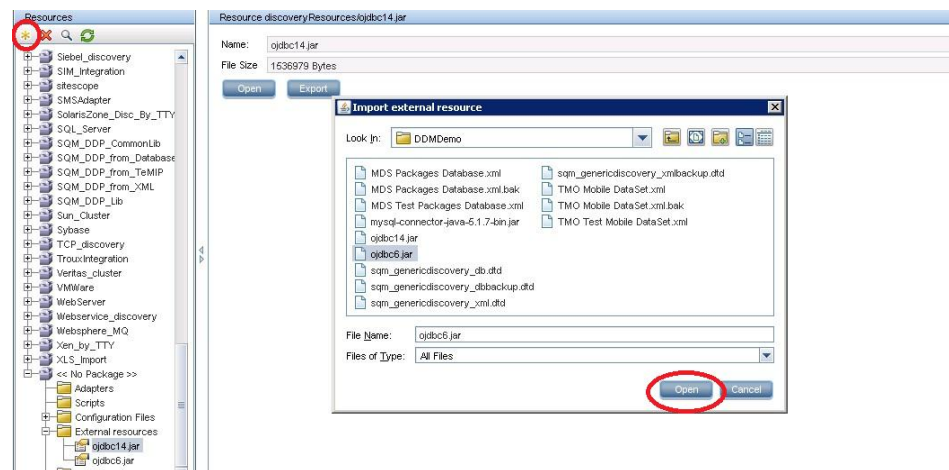 Resources
Siebel_discovery
SIM_Integration
sitescope
SMSAdapter
SolarisZone_Disc_By_TTY
SQL_Server
SQM_DDP_CommonLib
SQM_DDP_from_Database
SQM_DDP_from_TeMIP
SQM_DDP_from_XML
SQM_DDP_Lib
Sun_Cluster
Sybase
TCP_discovery
TrouxIntegration
Veritas_cluster
VMWare
WebServer
Webservice_discovery
Websphere_MQ
Xen_by_TTY
XLS_Import
<< No Package >>
Adapters
Scripts
Configuration Files
External resources
ojdbc14.jar
ojdbc6.jar
Resource discoveryResources/ojdbc14.jar
Name: ojdbc14.jar
File Size 1536979 Bytes
Open Export
Import external resource
Look In: DDMDemo
MDS Packages Database.xml
MDS Packages Database.xml.bak
MDS Test Packages Database.xml
mysql-connector-java-5.1.7-bin.jar
ojdbc14.jar
ojdbc6.jar
sqm_genericdiscovery_db.dtd
sqm_genericdiscovery_dbbackup.dtd
sqm_genericdiscovery_xml.dtd
sqm_genericdiscovery_xmlbackup.dtd
TMO Mobile DataSet.xml
TMO Mobile DataSet.xml.bak
TMO Test Mobile DataSet.xml
File Name: ojdbc6.jar
Files of Type: All Files
Open Cancel